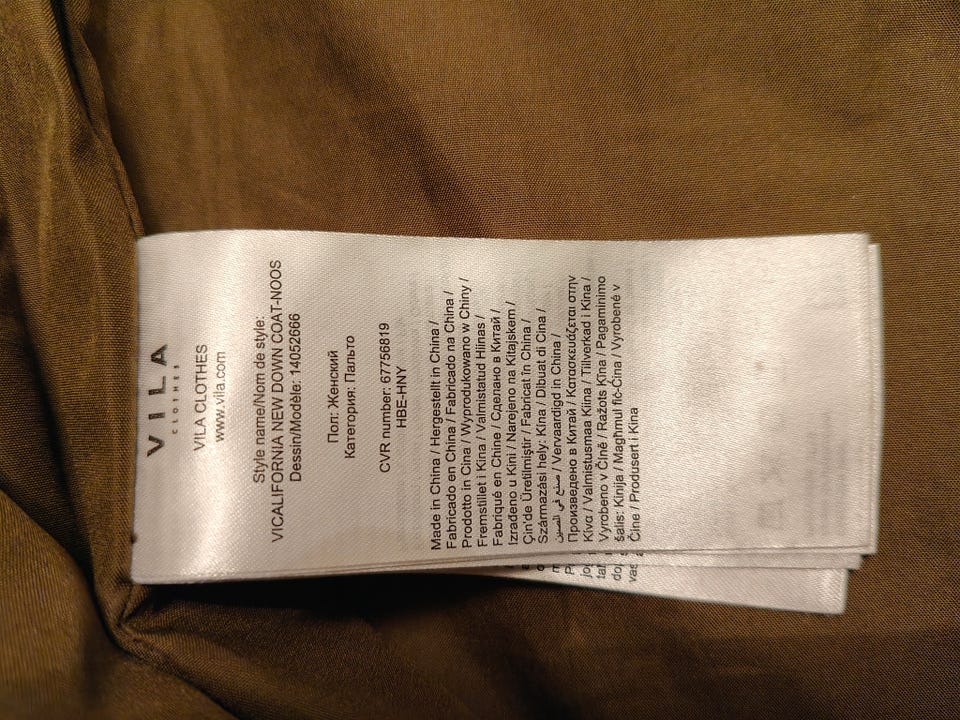 VILA
CLOTHES
VILA CLOTHES
www.vila.com
Style name/Nom de style:
VICALIFORNIA NEW DOWN COAT-NOOS
Dessin/Modèle: 14052666
Пол: Женский
Категория: Пальто
CVR number: 67756819
HBE-HNY
Made in China / Hergestellt in China /
Fabricado en China / Fabricado na China /
Prodotto in Cina / Wyprodukowano w Chiny /
Fremstillet i Kina / Valmistatud Hiinas /
Fabriqué en Chine / Сделано в Китай /
Izrađeno u Kini / Narejeno na Kitajskem /
Çin'de Üretilmiştir / Fabricat în China /
Származási hely: Kína / Dilbuat di Cina /
صنع في الصين / Vervaardigd in China /
Произведено в Китай / Κατασκευάζεται στην
Κίνα / Valmistusmaa Kiina / Tillverkad i Kina /
Vyrobeno v Číně / Ražots Ķīna / Pagaminimo
šalis: Kinija / Magħmul fiċ-Ċina / Vyrobené v
Čine / Produsert i Kina